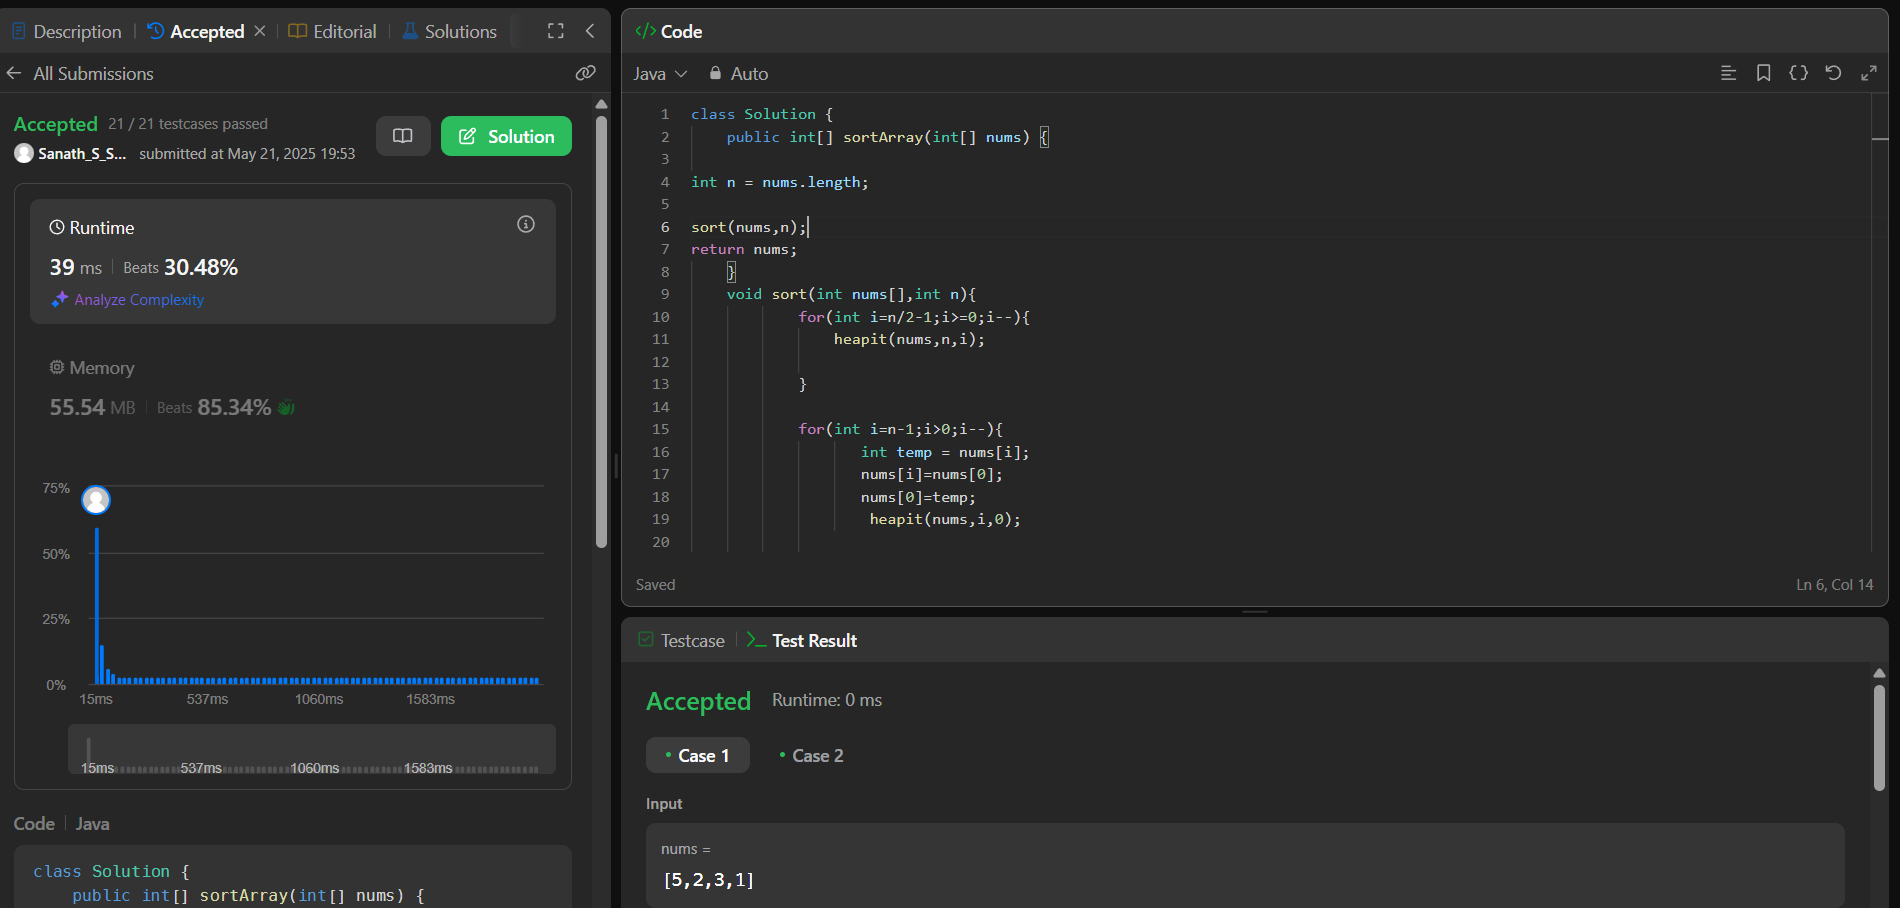 Description
Accepted
Editorial
Solutions
All Submissions
Accepted 21 / 21 testcases passed
Sanath_S_S... submitted at May 21, 2025 19:53
Solution
Runtime
39 ms Beats 30.48%
Analyze Complexity
Memory
55.54 MB Beats 85.34%
75%
50%
25%
0%
15ms 537ms 1060ms 1583ms
15ms 537ms 1060ms 1583ms
Code Java
class Solution {
public int[] sortArray(int[] nums) {
</> Code
Java Auto
1 class Solution {
2 public int[] sortArray(int[] nums) {
3
4 int n = nums.length;
5
6 sort(nums,n);
7 return nums;
8 }
9 void sort(int nums[],int n){
10 for(int i=n/2-1;i>=0;i--){
11 heapit(nums,n,i);
12
13 }
14
15 for(int i=n-1;i>0;i--){
16 int temp = nums[i];
17 nums[i]=nums[0];
18 nums[0]=temp;
19 heapit(nums,i,0);
20
Saved
Ln 6, Col 14
Testcase
Test Result
Accepted Runtime: 0 ms
Case 1
Case 2
Input
nums =
[5,2,3,1]